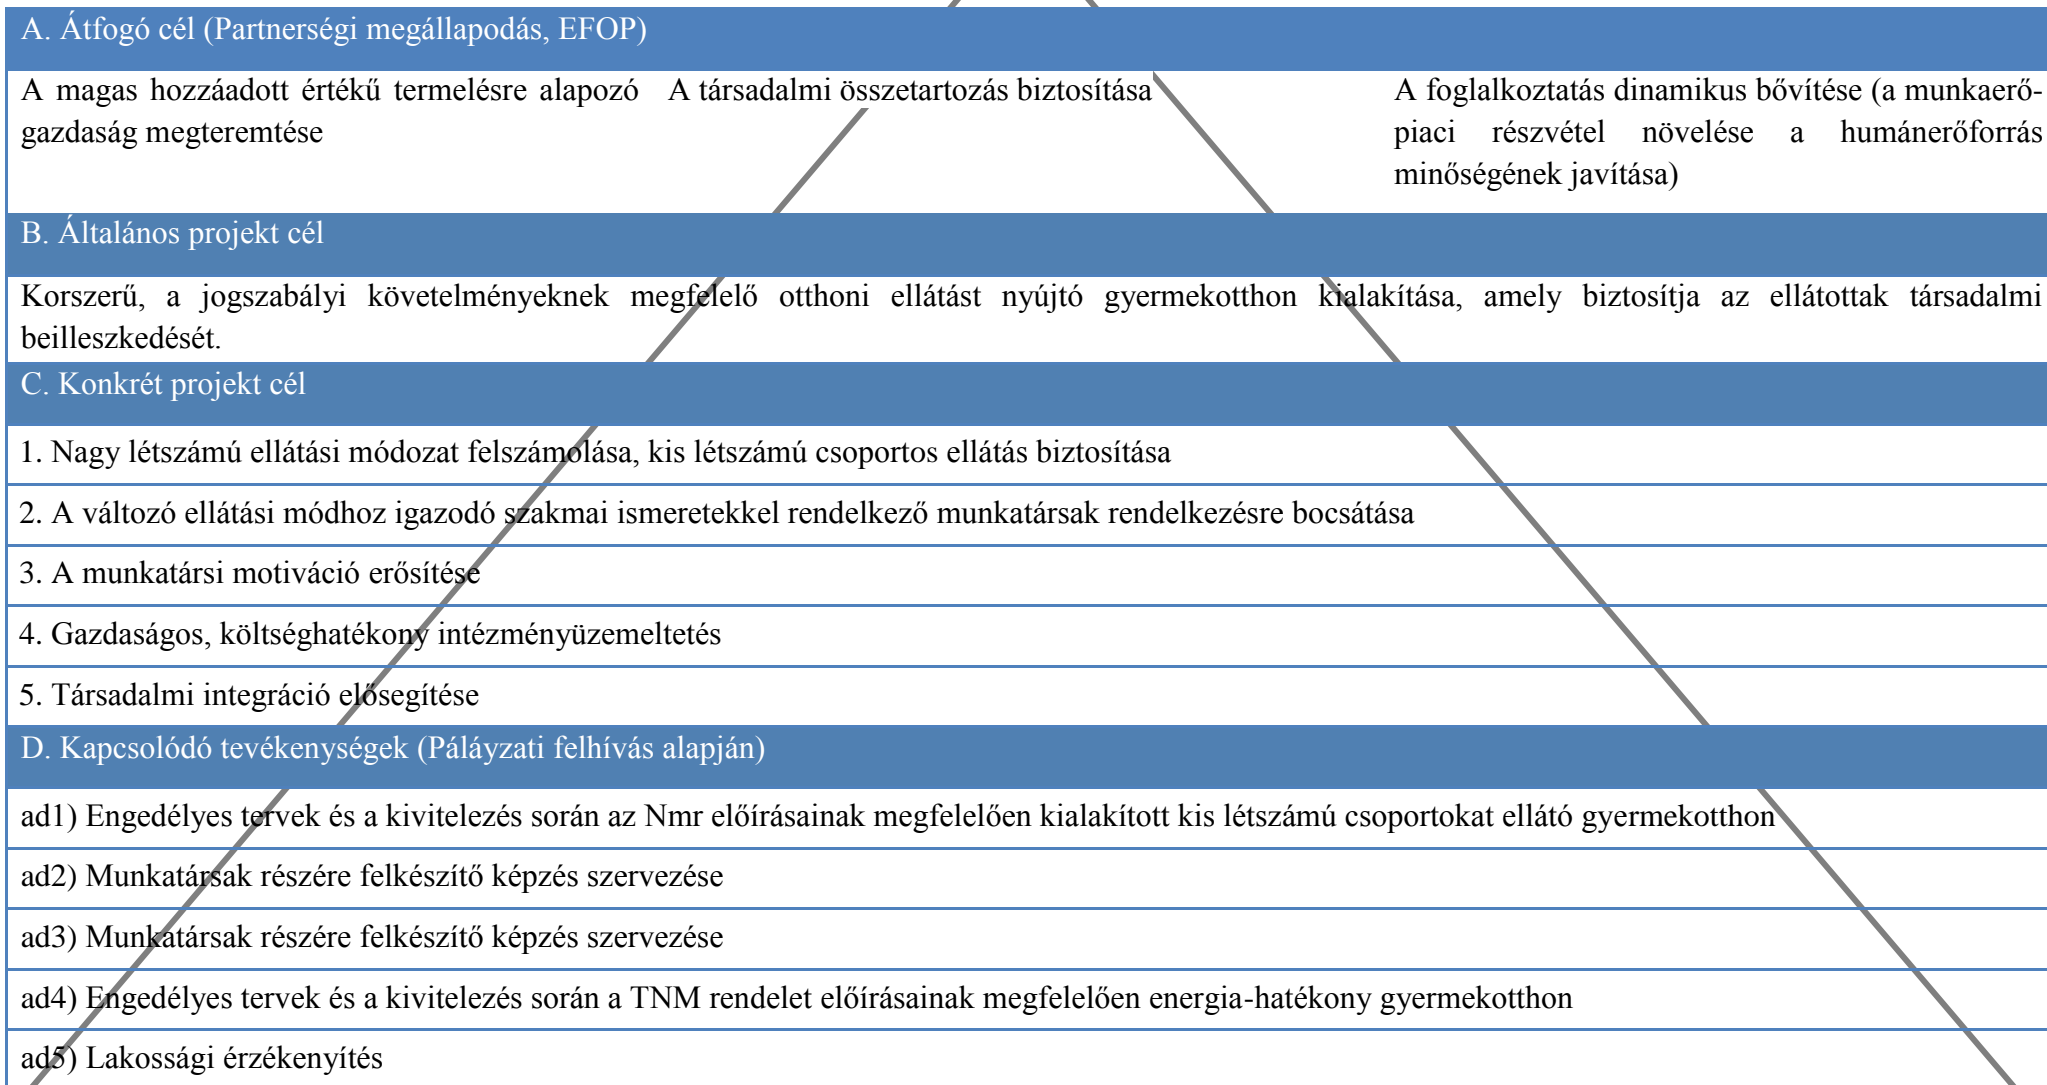 A. Átfogó cél (Partnerségi megállapodás, EFOP)
A magas hozzáadott értékű termelésre alapozó
gazdaság megteremtése
A társadalmi összetartozás biztosítása
A foglalkoztatás dinamikus bővítése (a munkaerő-
piaci részvétel növelése a humánerőforrás
minőségének javítása)
B. Általános projekt cél
Korszerű, a jogszabályi követelményeknek megfelelő otthoni ellátást nyújtó gyermekotthon kialakítása, amely biztosítja az ellátottak társadalmi
beilleszkedését.
C. Konkrét projekt cél
1. Nagy létszámú ellátási módozat felszámolása, kis létszámú csoportos ellátás biztosítása
2. A változó ellátási módhoz igazodó szakmai ismeretekkel rendelkező munkatársak rendelkezésre bocsátása
3. A munkatársi motiváció erősítése
4. Gazdaságos, költséghatékony intézményüzemeltetés
5. Társadalmi integráció elősegítése
D. Kapcsolódó tevékenységek (Páláyzati felhívás alapján)
ad1) Engedélyes tervek és a kivitelezés során az Nmr előírásainak megfelelően kialakított kis létszámú csoportokat ellátó gyermekotthon
ad2) Munkatársak részére felkészítő képzés szervezése
ad3) Munkatársak részére felkészítő képzés szervezése
ad4) Engedélyes tervek és a kivitelezés során a TNM rendelet előírásainak megfelelően energia-hatékony gyermekotthon
ad5) Lakossági érzékenyítés